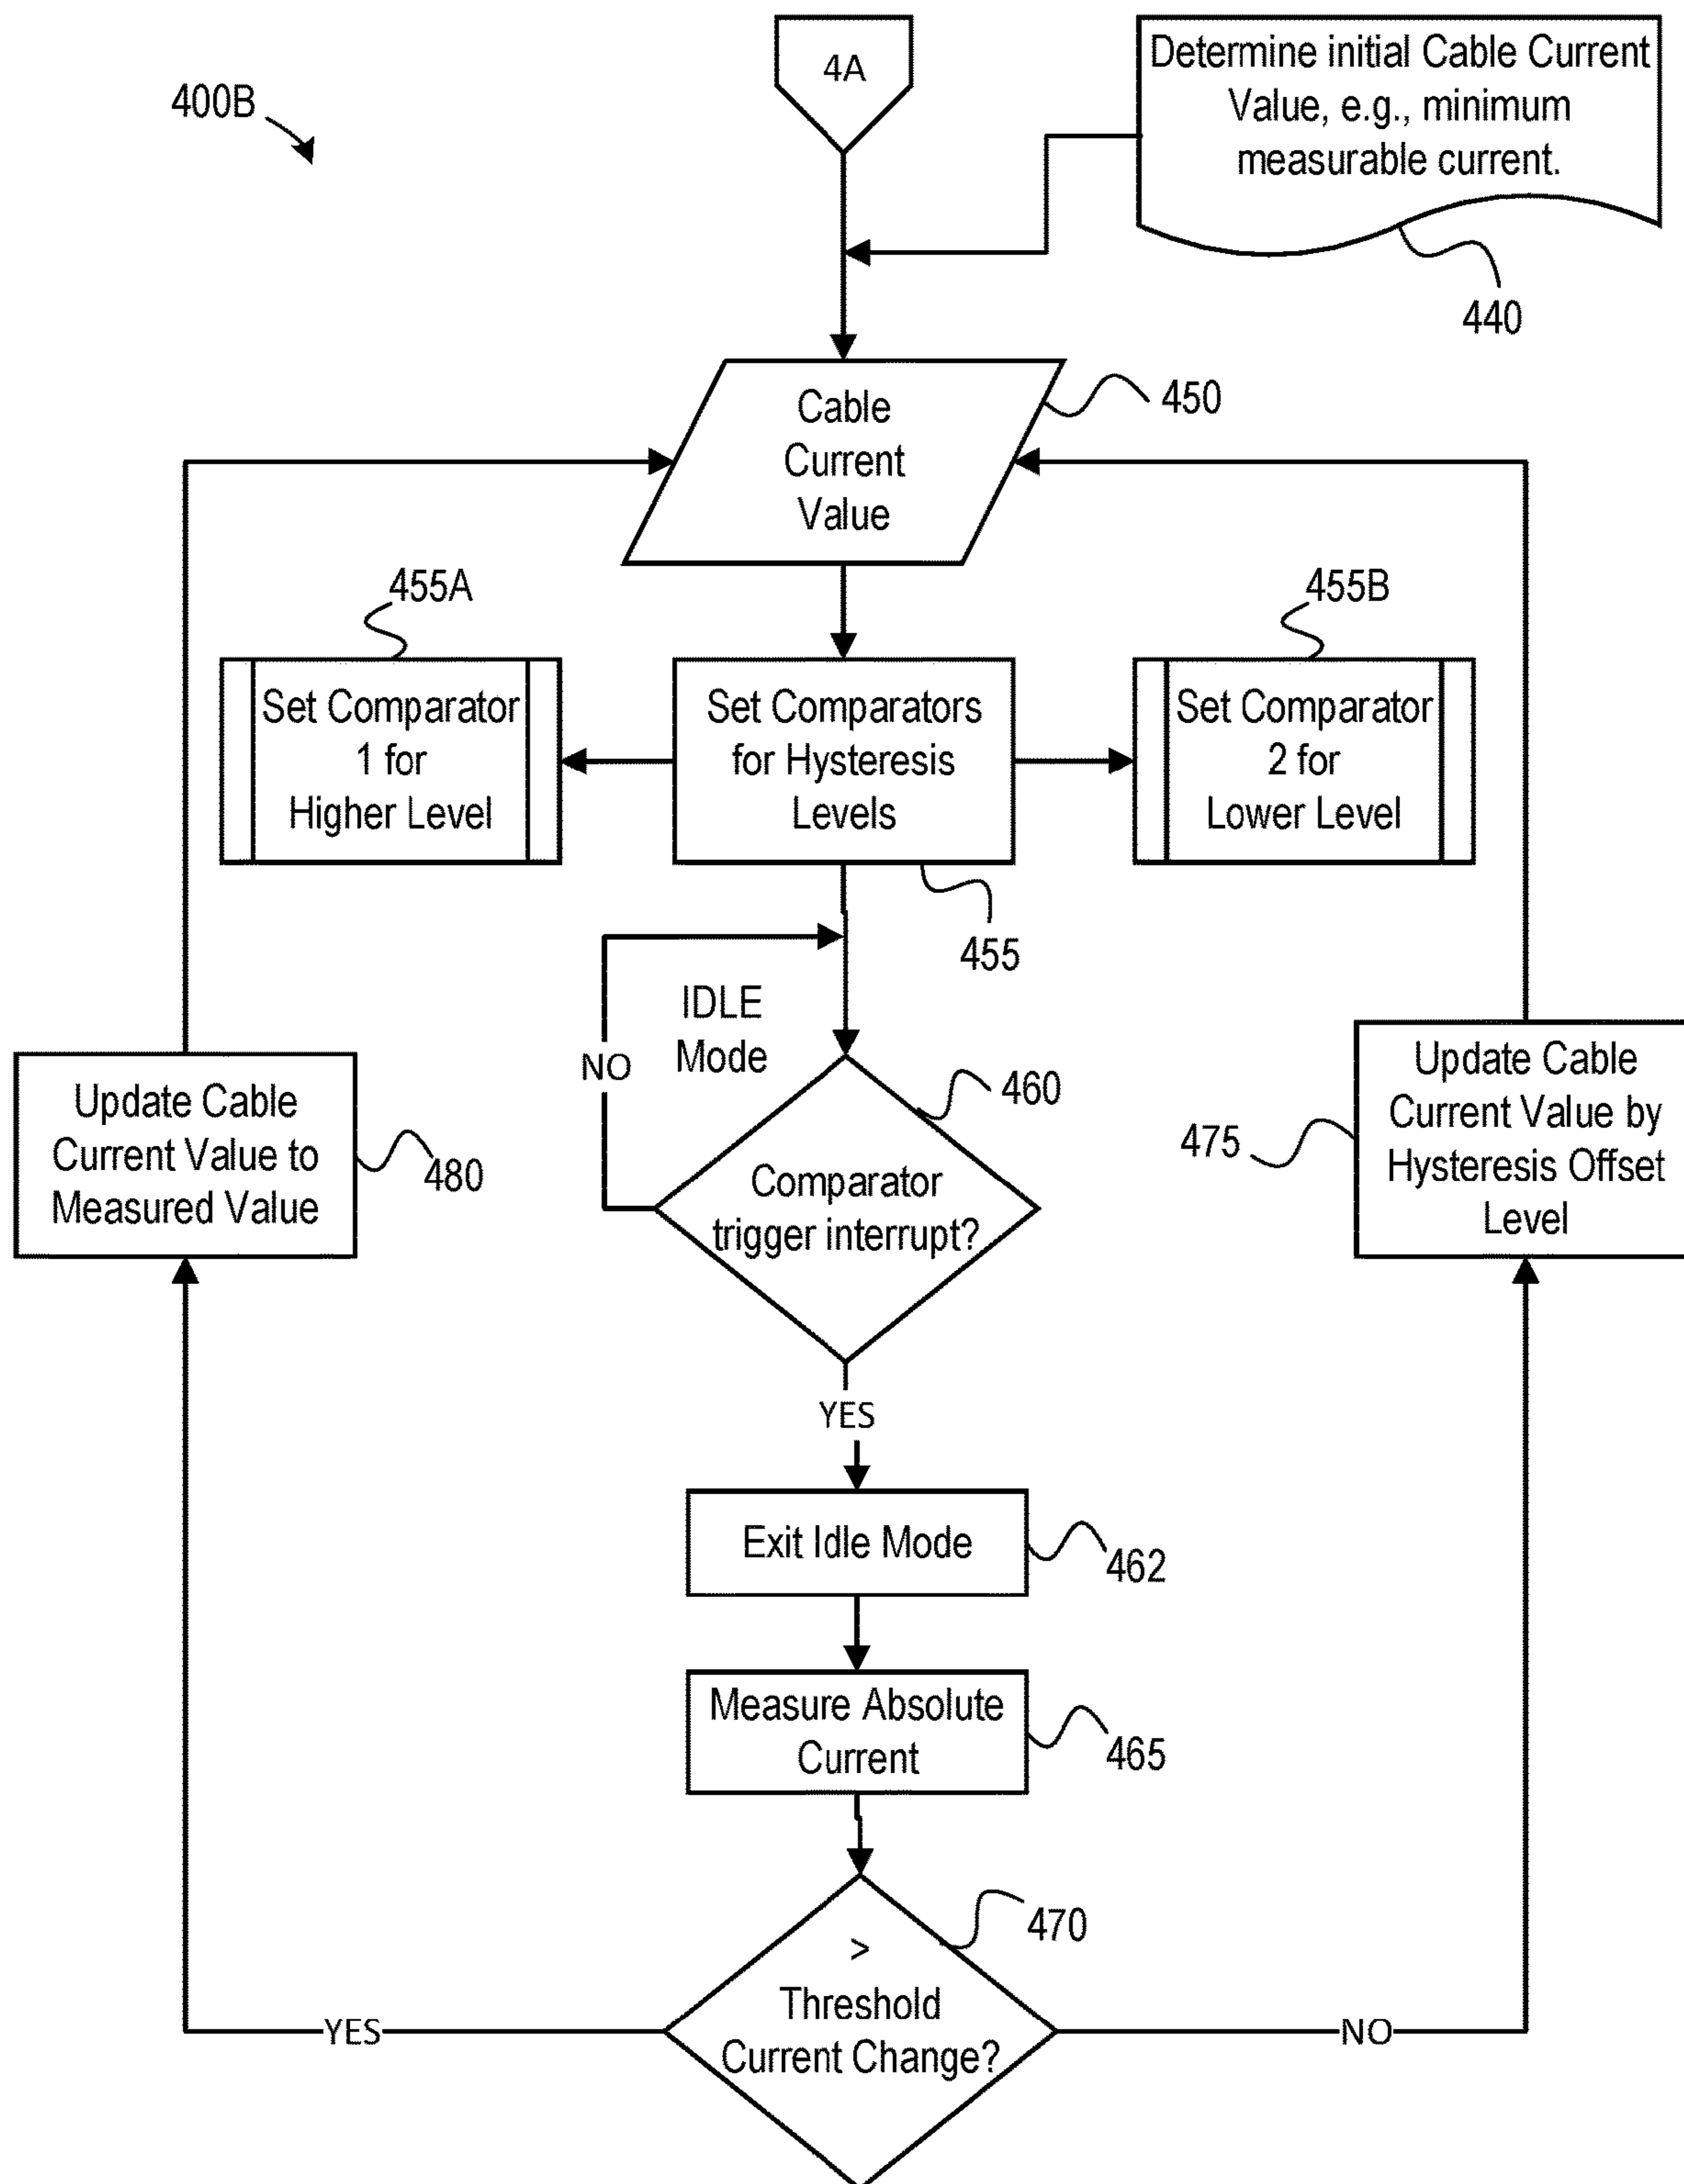 400B
4A
Determine initial Cable Current
Value, e.g., minimum
measurable current.
440
Cable
Current
Value
450
455A
455B
Set Comparator
1 for
Higher Level
Set Comparators
for Hysteresis
Levels
Set Comparator
2 for
Lower Level
455
IDLE
Mode
NO
460
Comparator
trigger interrupt?
Update Cable
Current Value to
Measured Value
480
475
Update Cable
Current Value by
Hysteresis Offset
Level
YES
Exit Idle Mode
462
Measure Absolute
Current
465
470
>
Threshold
Current Change?
YES
NO